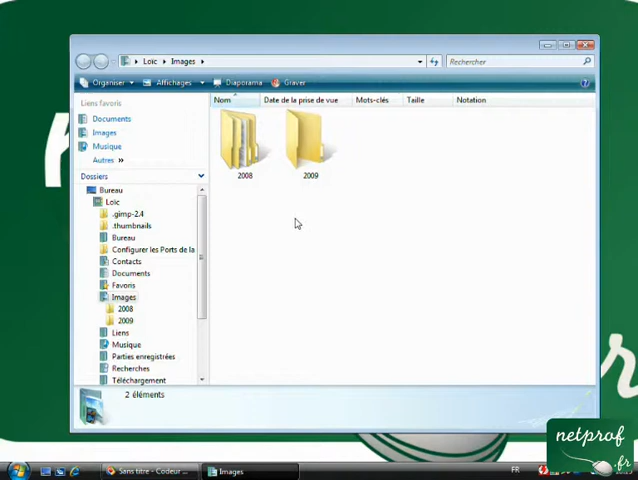 Loïc Images
Rechercher
Organiser Affichages Diaporama Graver
Liens favoris
Documents
Images
Musique
Autres »
Dossiers
Bureau
Loïc
.gimp-2.4
.thumbnails
Bureau
Configurer les Ports de la
Contacts
Documents
Favoris
Images
2008
2009
Liens
Musique
Parties enregistrées
Recherches
Téléchargement
Nom Date de la prise de vue Mots-clés Taille Notation
2008 2009
2 éléments
netprof
.fr
Sans titre - Codeur ... Images FR